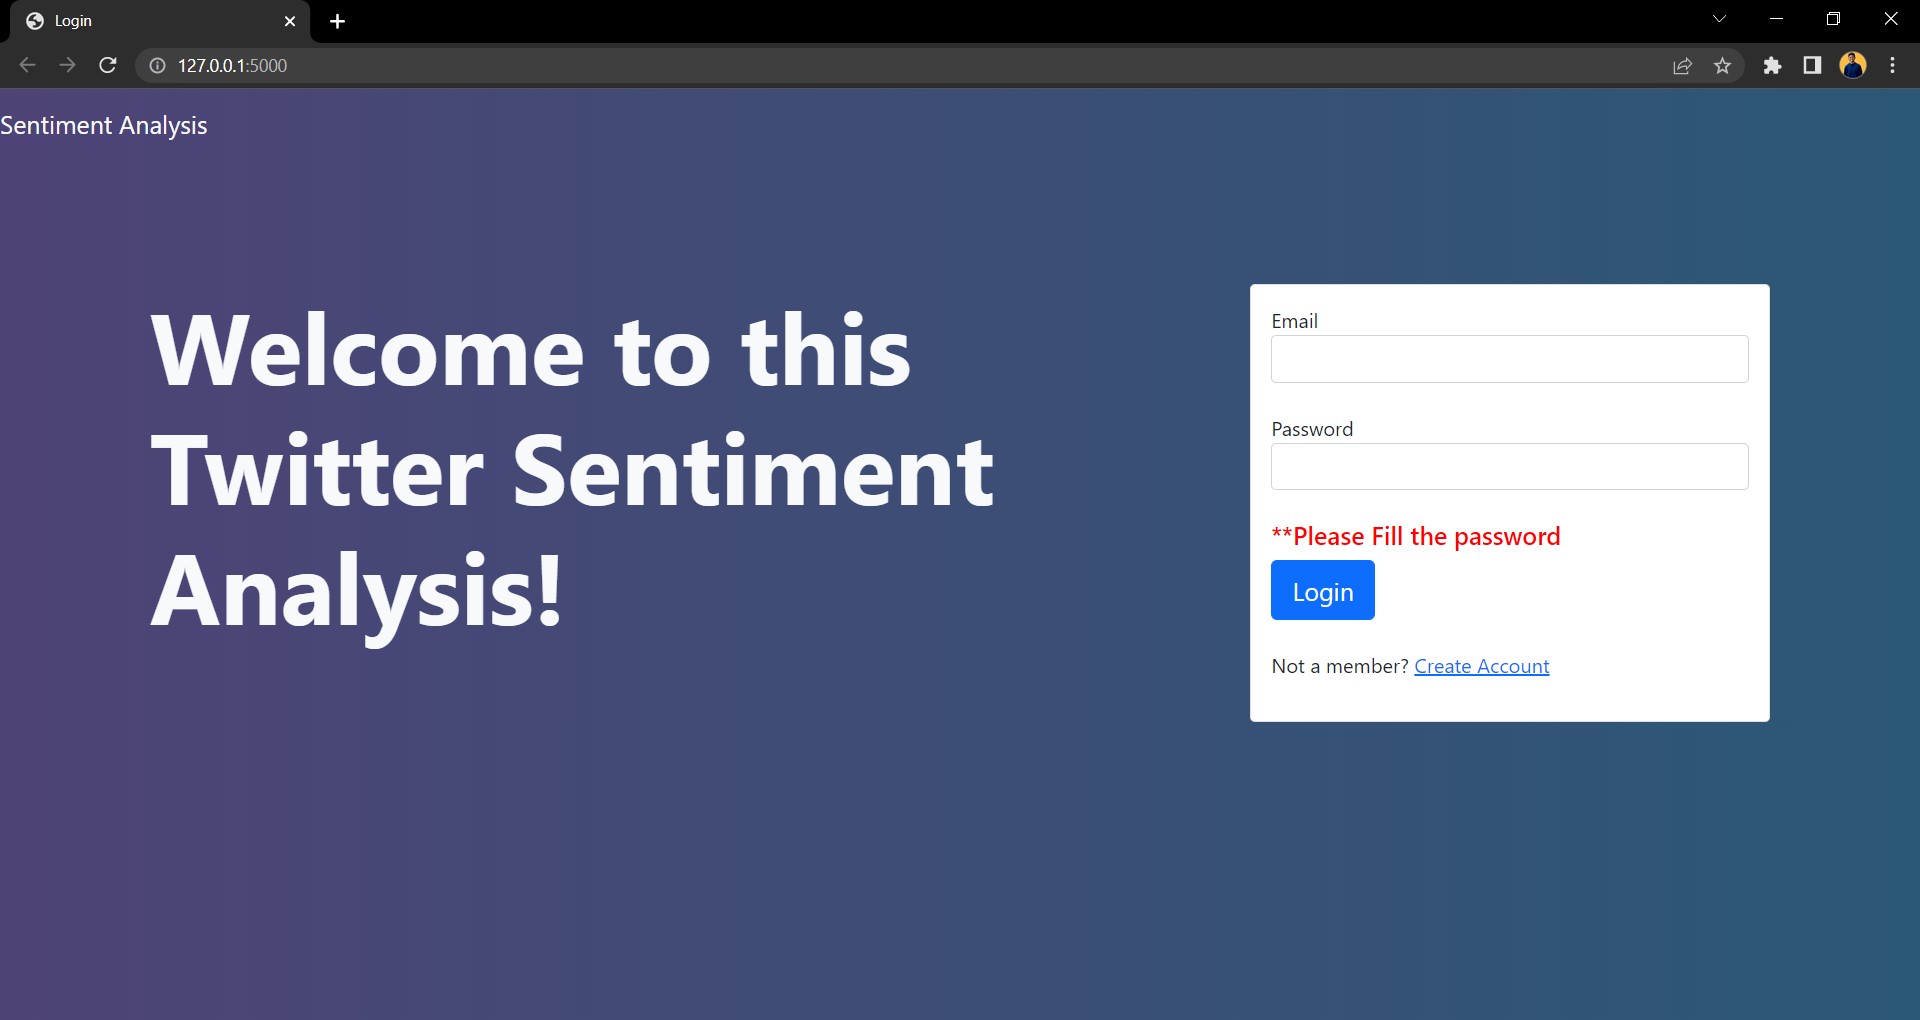 Login
127.0.0.1:5000
Sentiment Analysis
Welcome to this
Twitter Sentiment
Analysis!
Email
Password
**Please Fill the password
Login
Not a member? Create Account